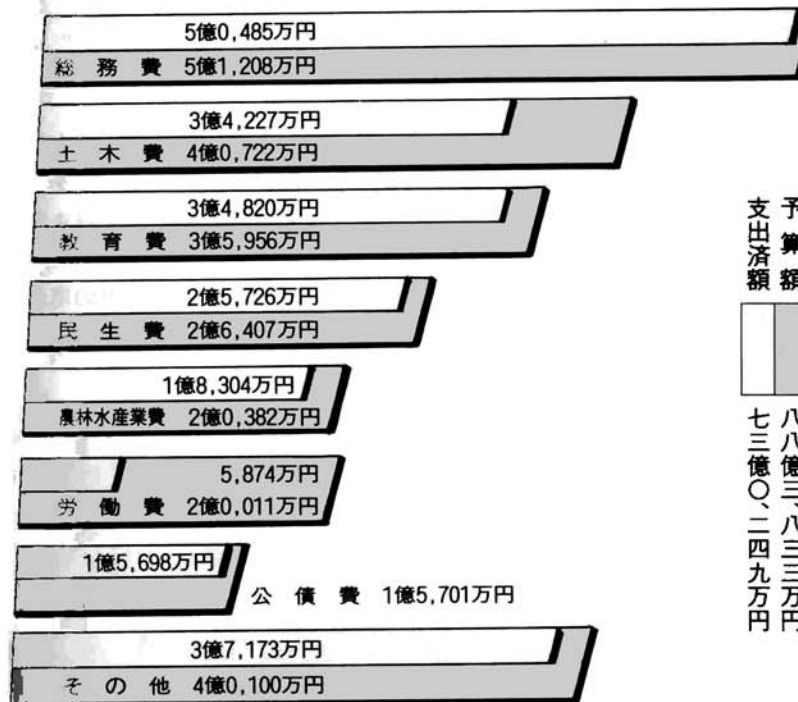 5億0,485万円
総務費 5億1,208万円
3億4,227万円
土木費 4億0,722万円
3億4,820万円
教育費 3億5,956万円
2億5,726万円
民生費 2億6,407万円
1億8,304万円
農林水産業費 2億0,382万円
5,874万円
労働費 2億0,011万円
1億5,698万円
公債費 1億5,701万円
3億7,173万円
その他 4億0,100万円
予算額 八八億三、八三三万円
支出済額 七三億〇、二四九万円